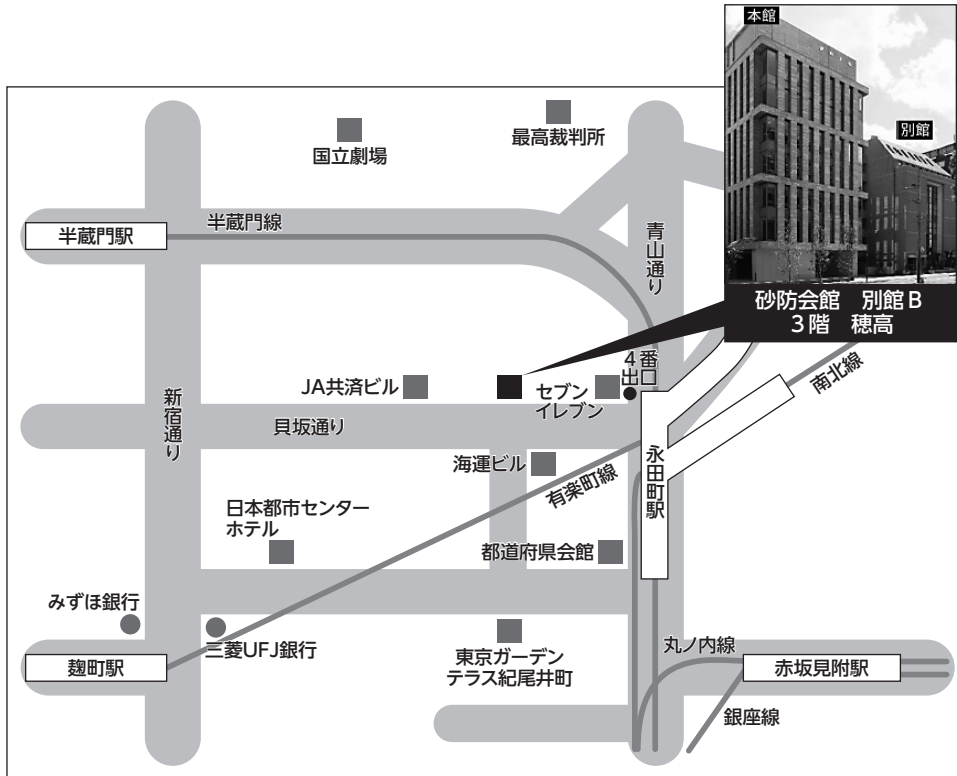 本館
別館
砂防会館 別館B
3階 穂高
国立劇場
最高裁判所
半蔵門駅
半蔵門線
青山通り
4番出口
南北線
JA共済ビル
セブン
イレブン
新宿通り
貝坂通り
永田町駅
海運ビル
有楽町線
日本都市センター
ホテル
都道府県会館
みずほ銀行
三菱UFJ銀行
麹町駅
東京ガーデン
テラス紀尾井町
丸ノ内線
赤坂見附駅
銀座線